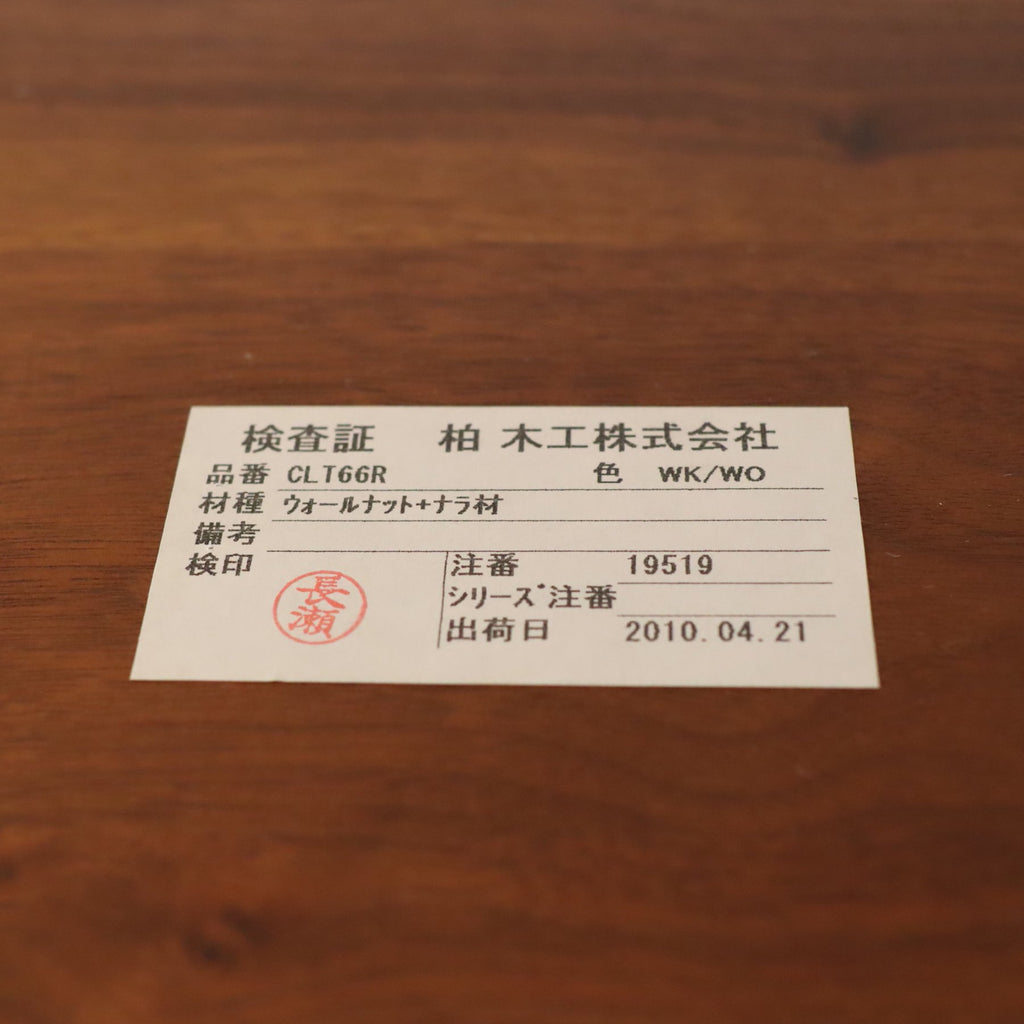 検査証 柏木工株式会社
品番 CLT66R 色 WK/WO
材種 ウォールナット+ナラ材
備考
検印 長瀬
注番 19519
シリーズ注番
出荷日 2010.04.21